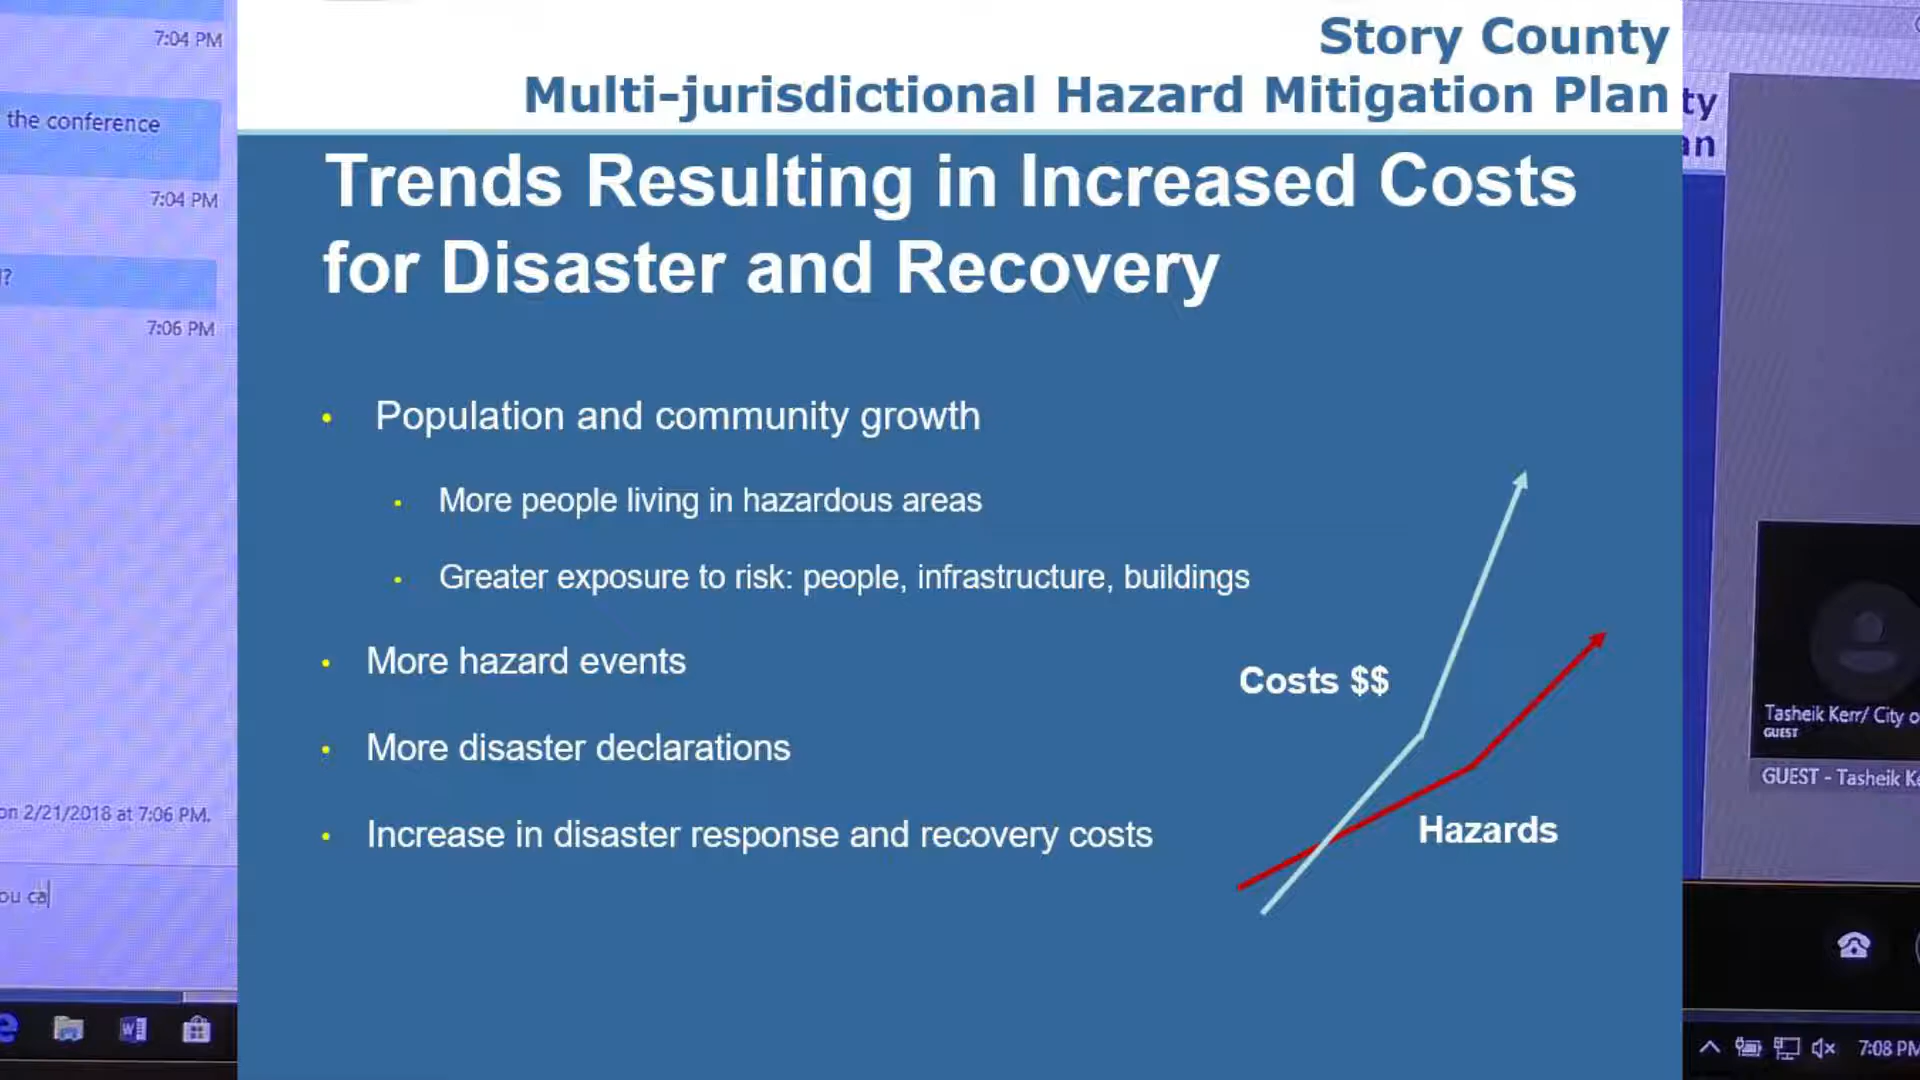 Story County
Multi-jurisdictional Hazard Mitigation Plan
Trends Resulting in Increased Costs
for Disaster and Recovery
• Population and community growth
• More people living in hazardous areas
• Greater exposure to risk: people, infrastructure, buildings
• More hazard events
• More disaster declarations
• Increase in disaster response and recovery costs
Costs $$
Hazards
7:04 PM
the conference
7:04 PM
?
7:06 PM
on 2/21/2018 at 7:06 PM.
ou ca
ty
an
Tasheik Kerr/ City o
GUEST
GUEST - Tasheik Ke
7:08 PM